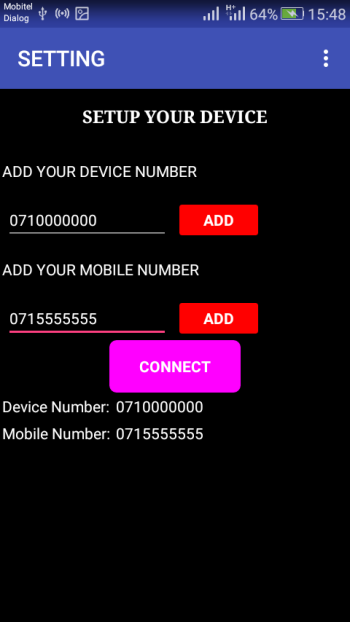 Mobitel
Dialog
H+
64%
15:48
SETTING
SETUP YOUR DEVICE
ADD YOUR DEVICE NUMBER
0710000000 ADD
ADD YOUR MOBILE NUMBER
0715555555 ADD
CONNECT
Device Number: 0710000000
Mobile Number: 0715555555